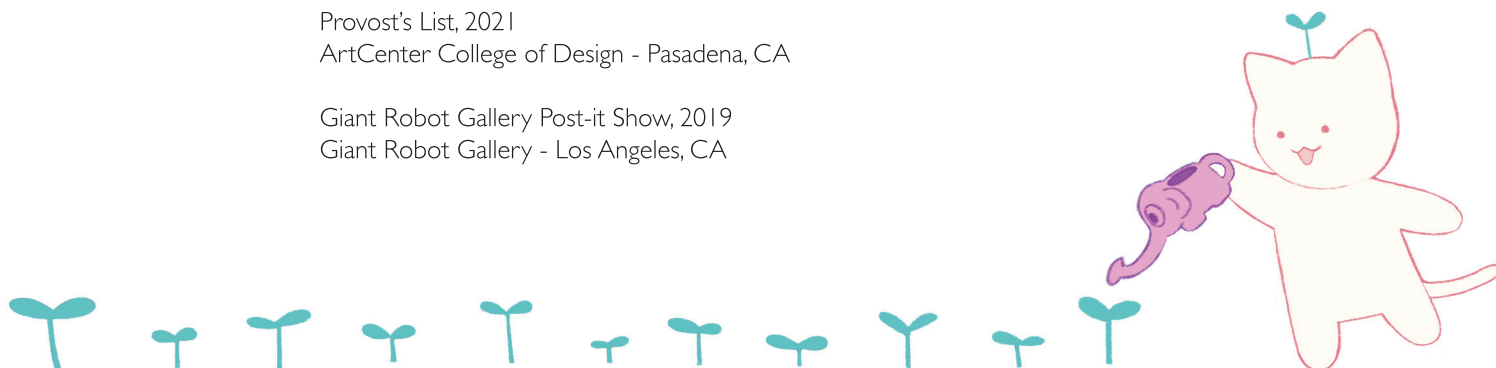 Provost’s List, 2021
ArtCenter College of Design - Pasadena, CA
Giant Robot Gallery Post-it Show, 2019
Giant Robot Gallery - Los Angeles, CA